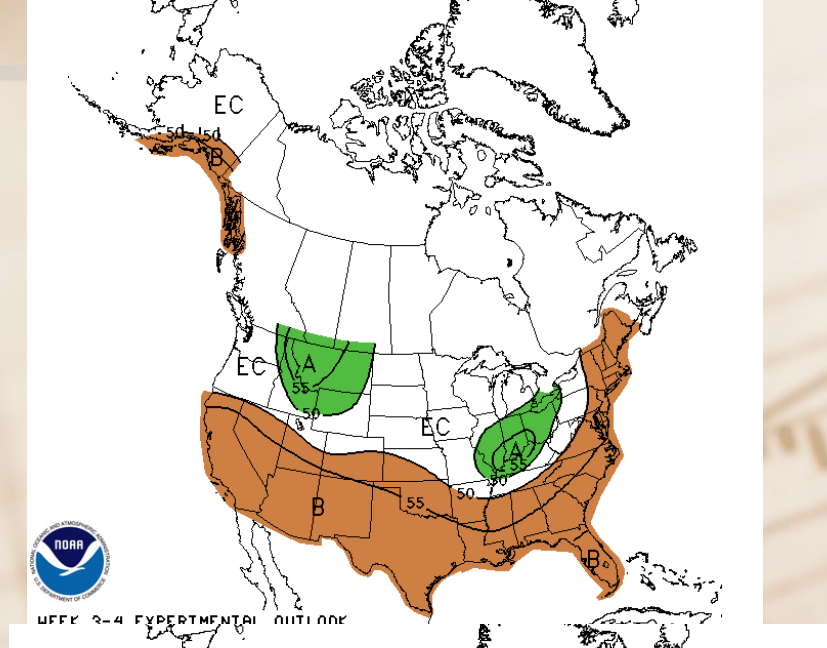 EC
50 50
B
EC
A
55
50
EC
A
55
50
50
55
B
B
NATIONAL OCEANIC AND ATMOSPHERIC ADMINISTRATION
NOAA
U.S. DEPARTMENT OF COMMERCE
WEEK 3-4 EXPERIMENTAL OUTLOOK